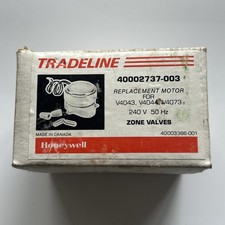 TRADELINE
40002737-003
REPLACEMENT MOTOR
FOR
V4043, V4044, V4073
240 V 50 Hz
ZONE VALVES
MADE IN CANADA
40003386-001
Honeywell